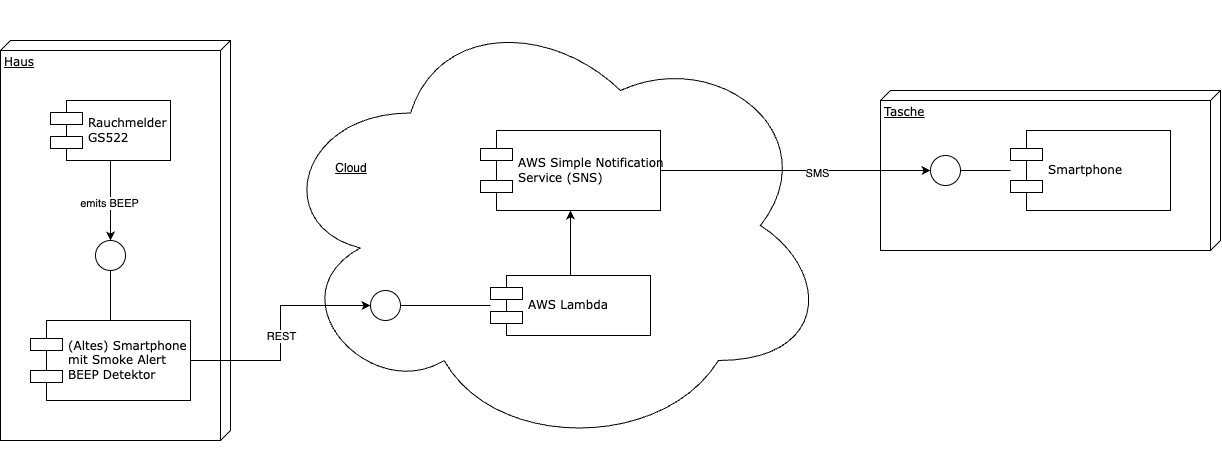 Haus
Rauchmelder
GS522
emits BEEP
(Altes) Smartphone
mit Smoke Alert
BEEP Detektor
REST
Cloud
AWS Simple Notification
Service (SNS)
AWS Lambda
SMS
Tasche
Smartphone